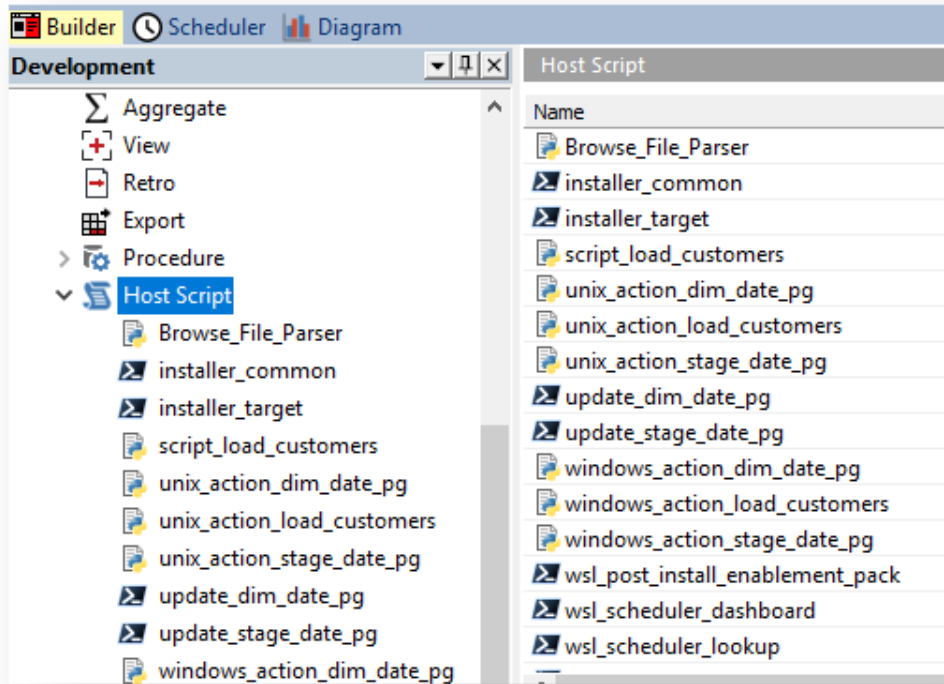 Builder Scheduler Diagram
Development
Aggregate
View
Retro
Export
Procedure
Host Script
Browse_File_Parser
installer_common
installer_target
script_load_customers
unix_action_dim_date_pg
unix_action_load_customers
unix_action_stage_date_pg
update_dim_date_pg
update_stage_date_pg
windows_action_dim_date_pg
Host Script
Name
Browse_File_Parser
installer_common
installer_target
script_load_customers
unix_action_dim_date_pg
unix_action_load_customers
unix_action_stage_date_pg
update_dim_date_pg
update_stage_date_pg
windows_action_dim_date_pg
windows_action_load_customers
windows_action_stage_date_pg
wsl_post_install_enablement_pack
wsl_scheduler_dashboard
wsl_scheduler_lookup